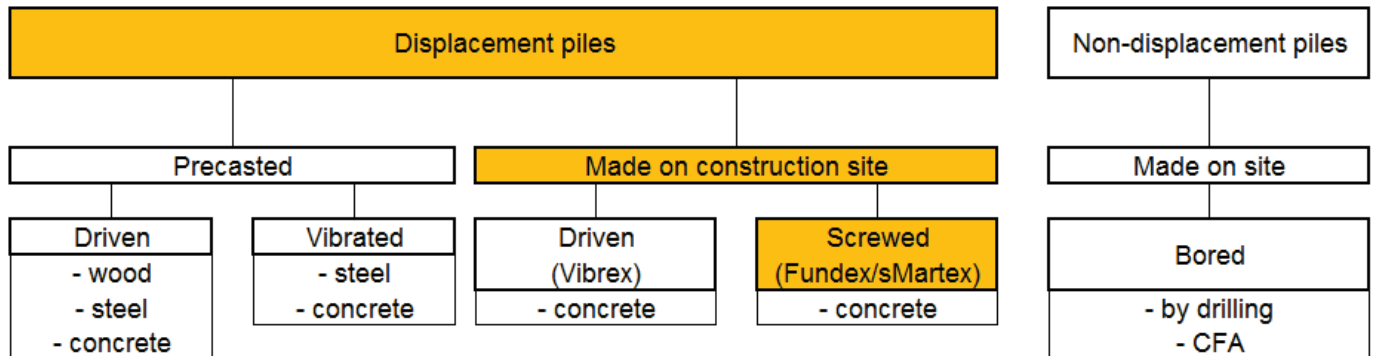 Displacement piles
Non-displacement piles
Precasted
Made on construction site
Made on site
Driven
- wood
- steel
- concrete
Vibrated
- steel
- concrete
Driven
(Vibrex)
- concrete
Screwed
(Fundex/sMartex)
- concrete
Bored
- by drilling
- CFA